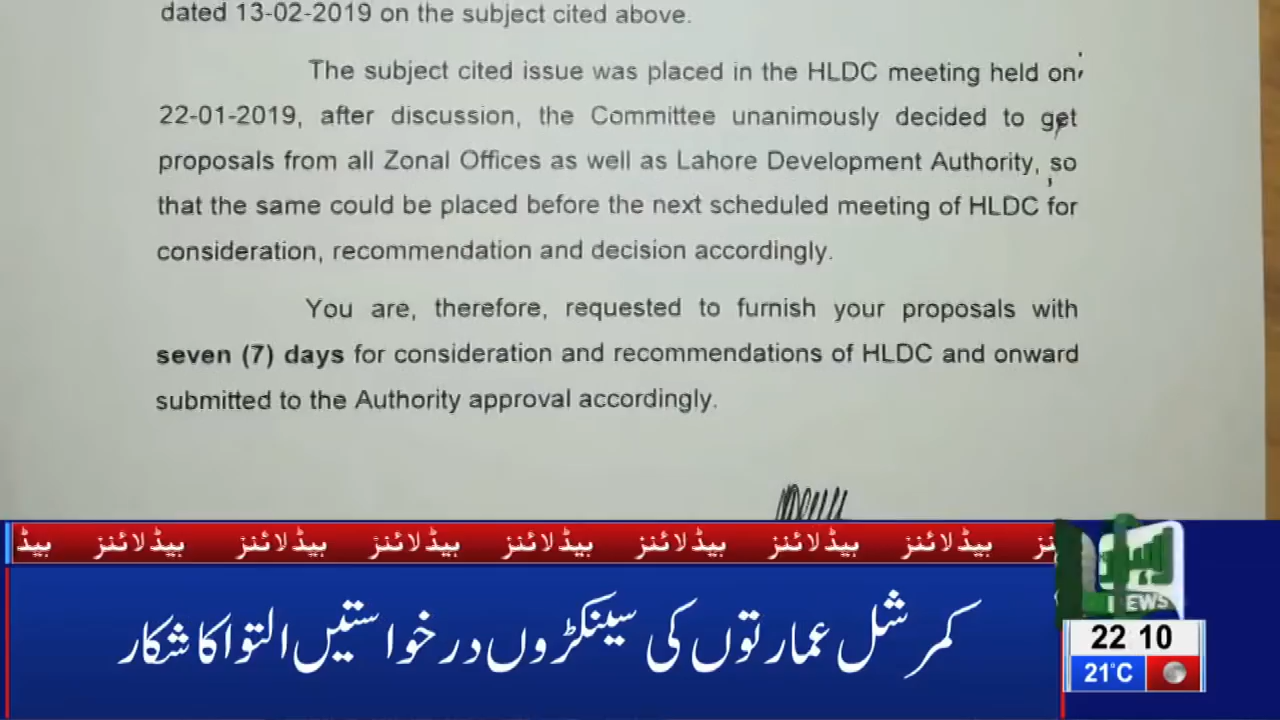 dated 13-02-2019 on the subject cited above.
The subject cited issue was placed in the HLDC meeting held on
22-01-2019, after discussion, the Committee unanimously decided to get
proposals from all Zonal Offices as well as Lahore Development Authority, so
that the same could be placed before the next scheduled meeting of HLDC for
consideration, recommendation and decision accordingly.
You are, therefore, requested to furnish your proposals with
seven (7) days for consideration and recommendations of HLDC and onward
submitted to the Authority approval accordingly.
ہیڈلائنز ہیڈلائنز ہیڈلائنز ہیڈلائنز ہیڈلائنز ہیڈلائنز ہیڈلائنز
کمرشل عمارتوں کی سینکڑوں درخواستیں التوا کا شکار
NEWS
22 10
21°C